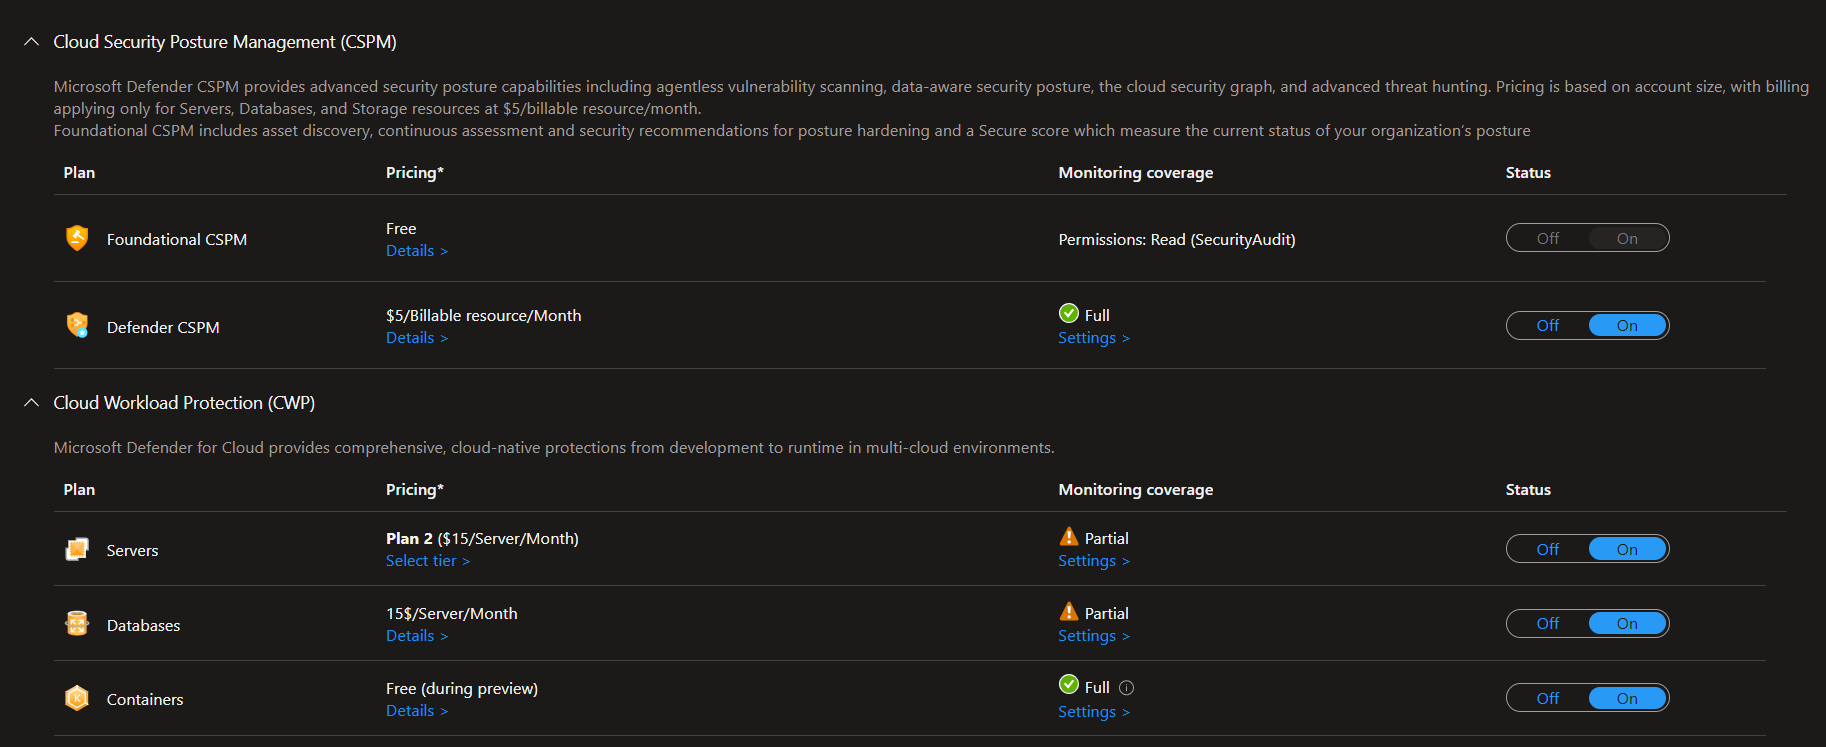 Cloud Security Posture Management (CSPM)
Microsoft Defender CSPM provides advanced security posture capabilities including agentless vulnerability scanning, data-aware security posture, the cloud security graph, and advanced threat hunting. Pricing is based on account size, with billing
applying only for Servers, Databases, and Storage resources at $5/billable resource/month.
Foundational CSPM includes asset discovery, continuous assessment and security recommendations for posture hardening and a Secure score which measure the current status of your organization's posture
Plan Pricing* Monitoring coverage Status
Foundational CSPM Free Permissions: Read (SecurityAudit) Off On
Details >
Defender CSPM $5/Billable resource/Month Full Off On
Details > Settings >
Cloud Workload Protection (CWP)
Microsoft Defender for Cloud provides comprehensive, cloud-native protections from development to runtime in multi-cloud environments.
Plan Pricing* Monitoring coverage Status
Servers Plan 2 ($15/Server/Month) Partial Off On
Select tier > Settings >
Databases 15$/Server/Month Partial Off On
Details > Settings >
Containers Free (during preview) Full Off On
Details > Settings >